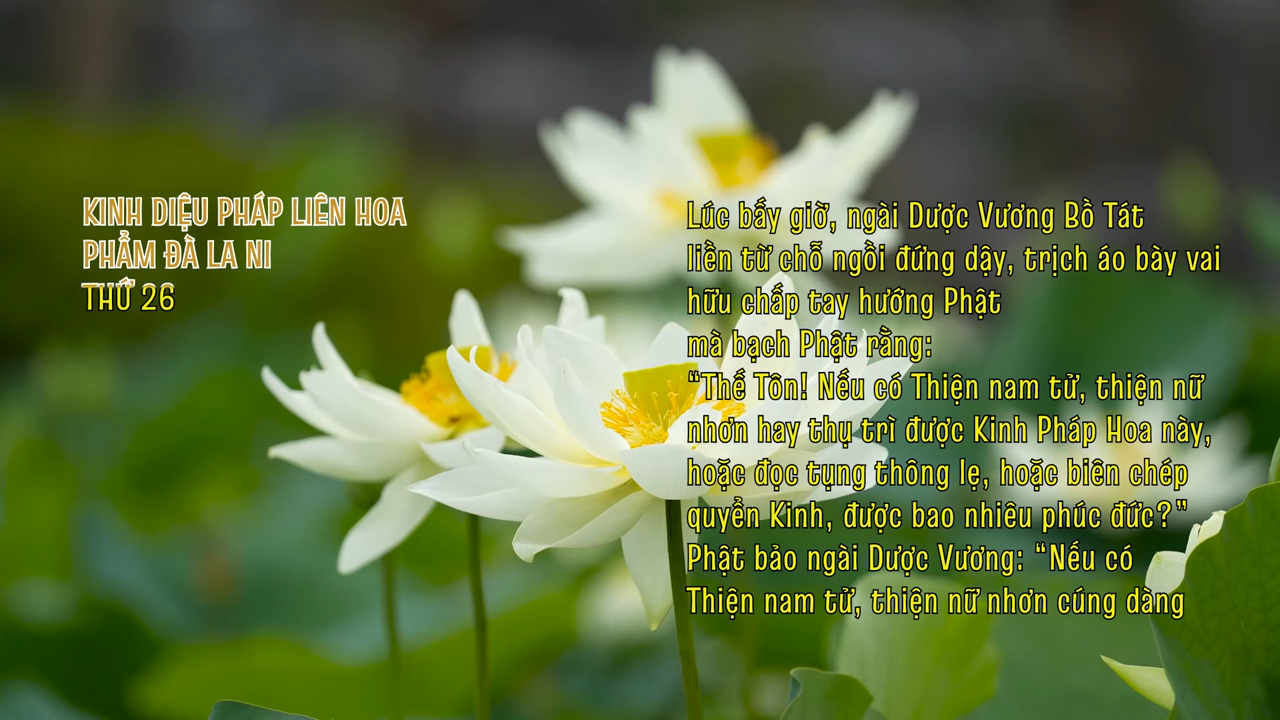 KINH DIỆU PHÁP LIÊN HOA
PHẨM ĐÀ LA NI
THỨ 26
Lúc bấy giờ, ngài Dược Vương Bồ Tát
liền từ chỗ ngồi đứng dậy, trịch áo bày vai
hữu chấp tay hướng Phật
mà bạch Phật rằng:
“Thế Tôn! Nếu có Thiện nam tử, thiện nữ
nhơn hay thụ trì được Kinh Pháp Hoa này,
hoặc đọc tụng thông lẹ, hoặc biên chép
quyển Kinh, được bao nhiêu phúc đức?”
Phật bảo ngài Dược Vương: “Nếu có
Thiện nam tử, thiện nữ nhơn cúng dàng